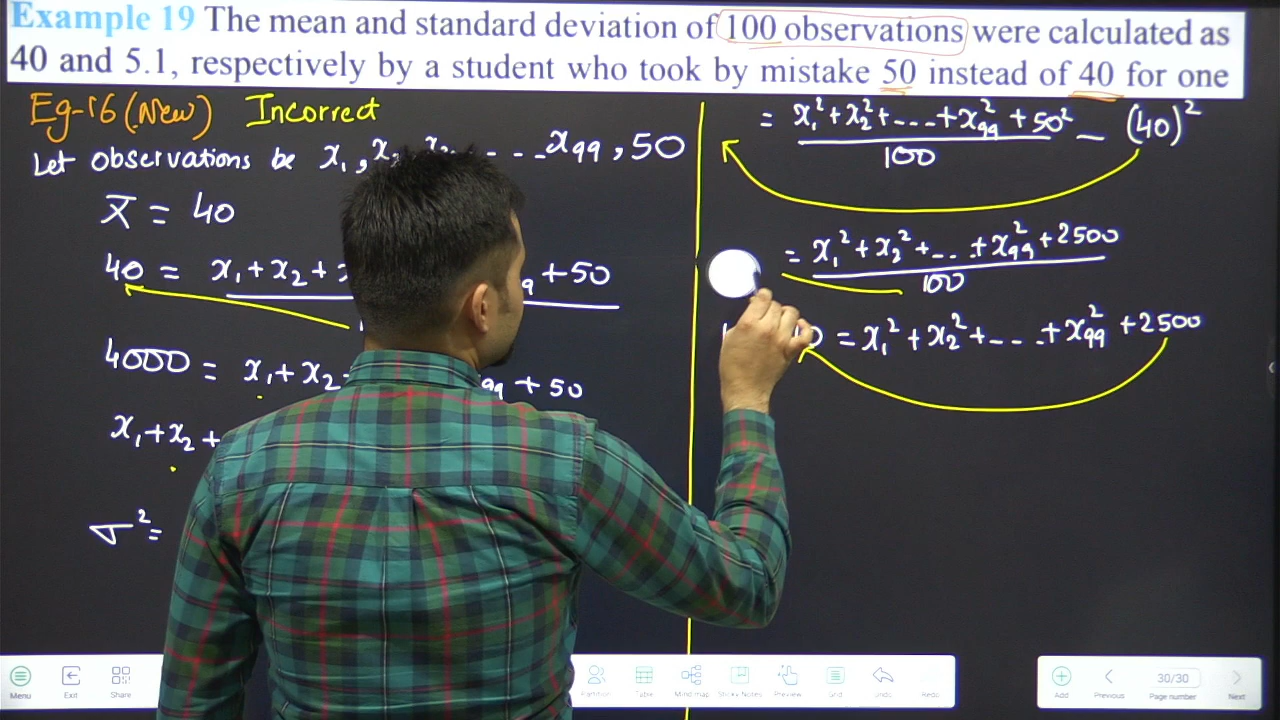 Example 19 The mean and standard deviation of 100 observations were calculated as
40 and 5.1, respectively by a student who took by mistake 50 instead of 40 for one
Eg-16 (New) Incorrect
Let observations be x₁, x₂ ... x₉₉, 50
x̄ = 40
40 = x₁ + x₂ + + 50
4000 = x₁ + x₂ + 50
x₁ + x₂ +
σ² =
= x₁² + x₂² + .... + x₉₉² + 50² − (40)²
100
= x₁² + x₂² + ... + x₉₉² + 2500
100
= x₁² + x₂² + --- + x₉₉² + 2500
Menu
Exit
Share
Partition
Table
Mind map
Sticky Notes
Preview
Grid
Undo
Redo
Add
Previous
30/30
Page number
Next